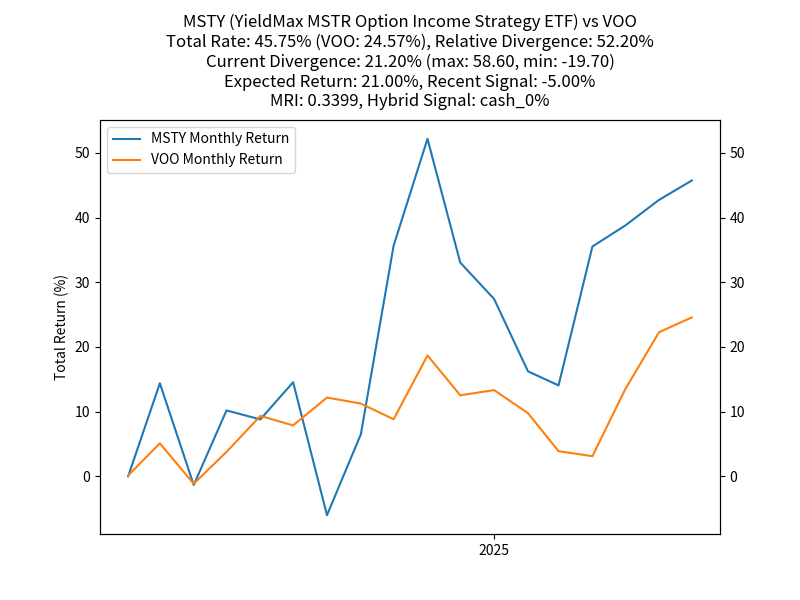 MSTY (YieldMax MSTR Option Income Strategy ETF) vs VOO
Total Rate: 45.75% (VOO: 24.57%), Relative Divergence: 52.20%
Current Divergence: 21.20% (max: 58.60, min: -19.70)
Expected Return: 21.00%, Recent Signal: -5.00%
MRI: 0.3399, Hybrid Signal: cash_0%
MSTY Monthly Return
VOO Monthly Return
50
40
30
20
10
0
Total Return (%)
50
40
30
20
10
0
2025